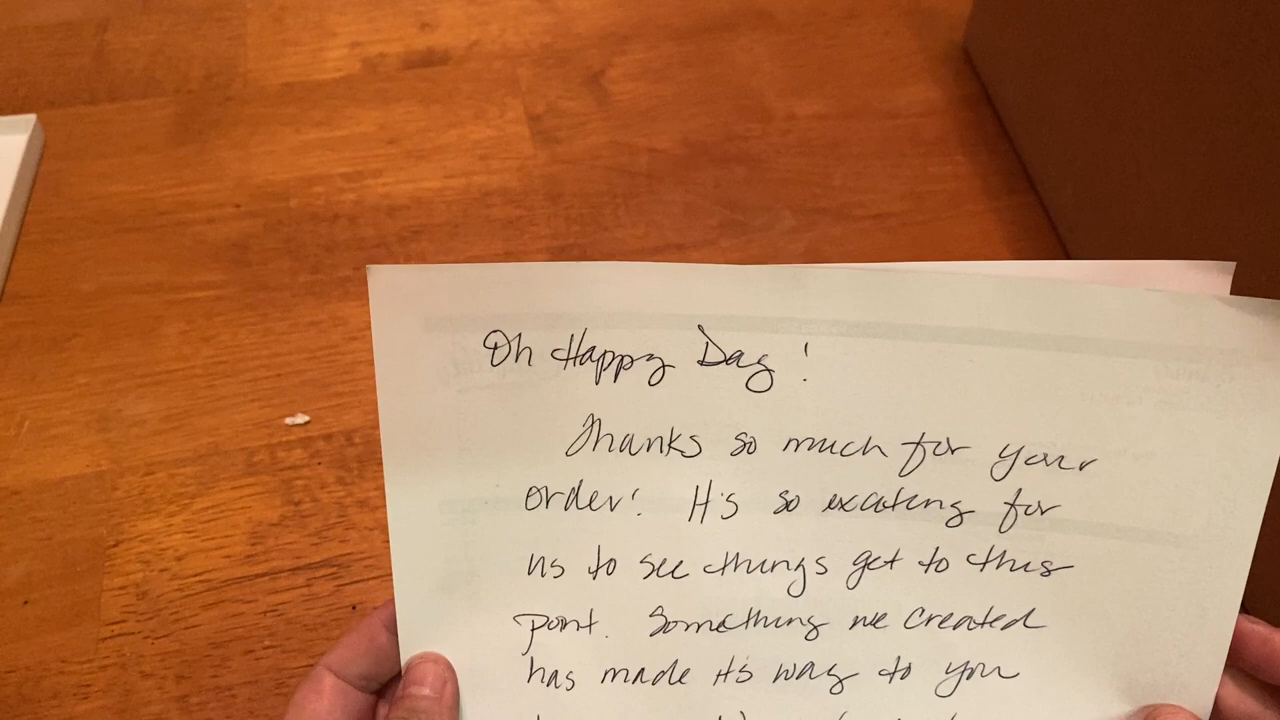 Oh Happy Day!
Thanks so much for your
order! It's so exciting for
us to see things get to this
point. Something we created
has made it's way to you